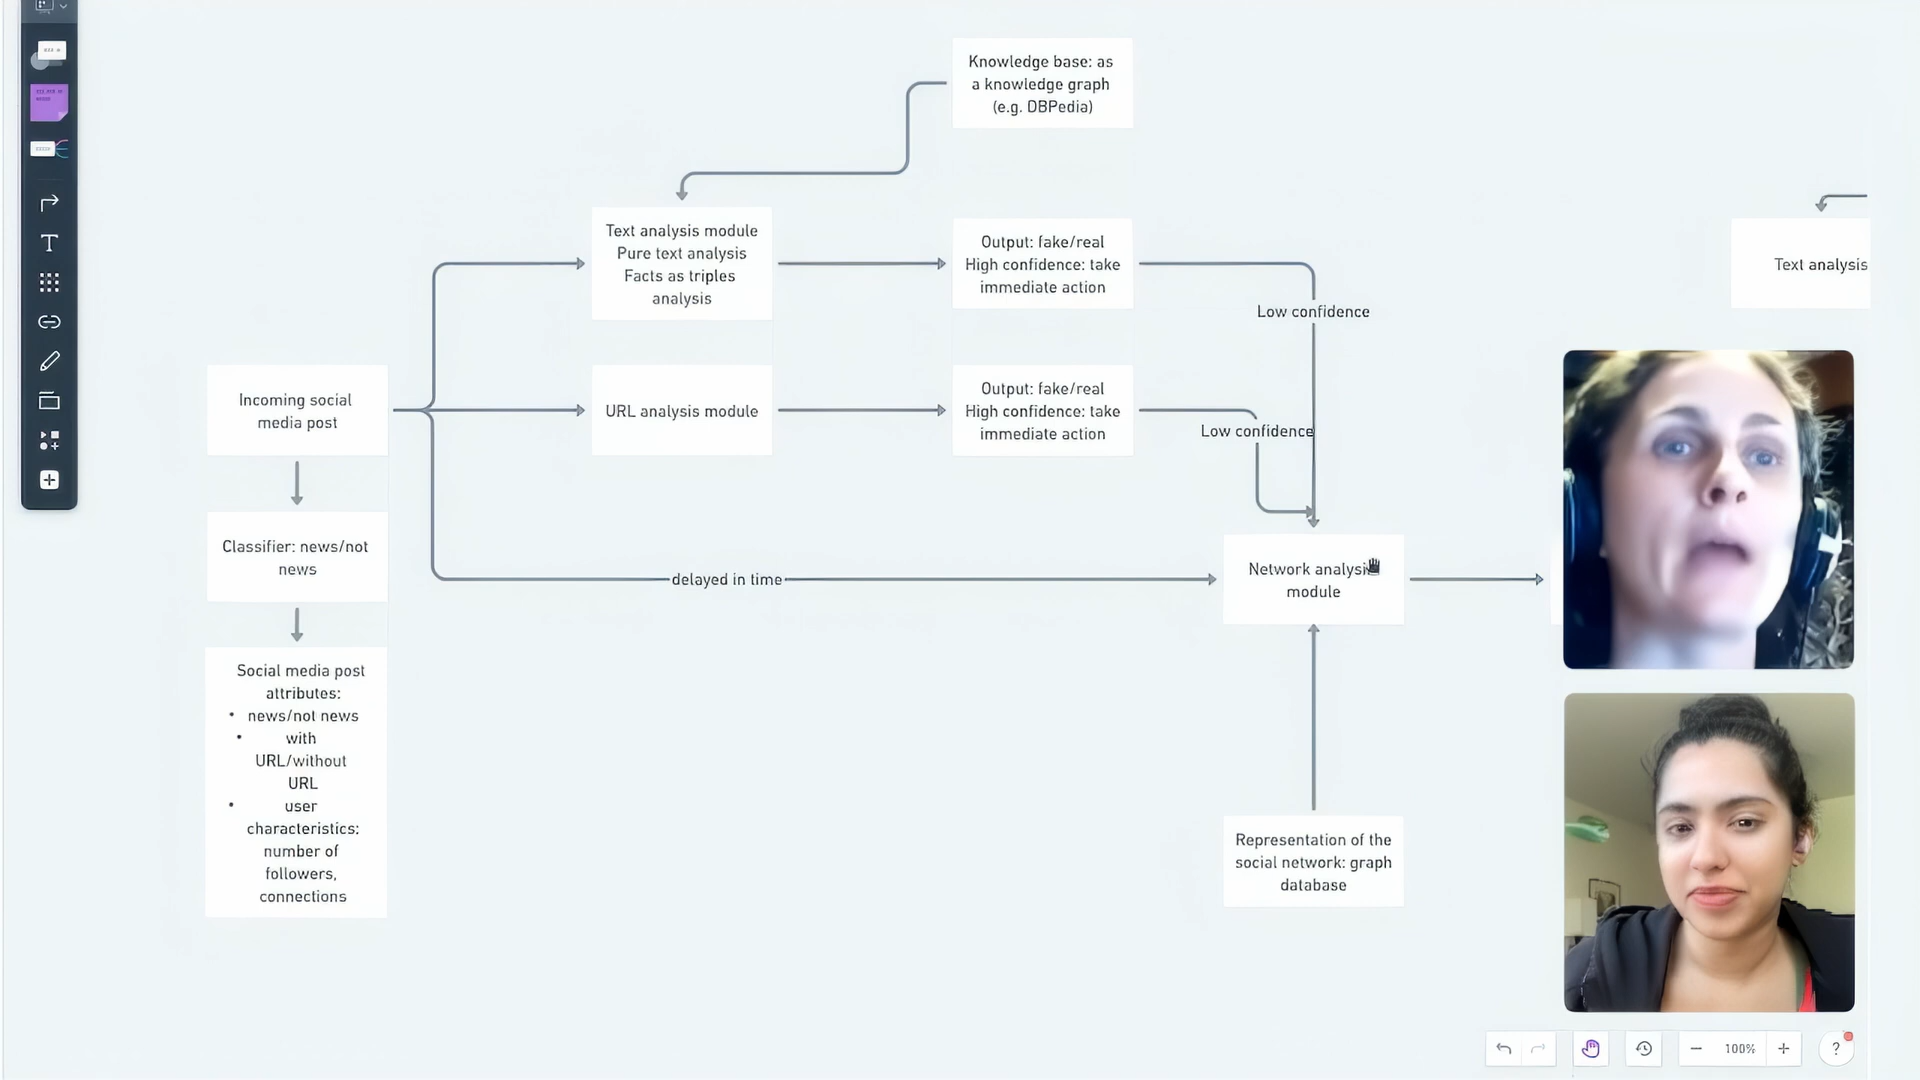 Knowledge base: as
a knowledge graph
(e.g. DBPedia)
Text analysis module
Pure text analysis
Facts as triples
analysis
Output: fake/real
High confidence: take
immediate action
Low confidence
Text analysis
Incoming social
media post
URL analysis module
Output: fake/real
High confidence: take
immediate action
Low confidence
Classifier: news/not
news
delayed in time
Network analysis
module
Social media post
attributes:
• news/not news
• with
URL/without
URL
• user
characteristics:
number of
followers,
connections
Representation of the
social network: graph
database
100%
?